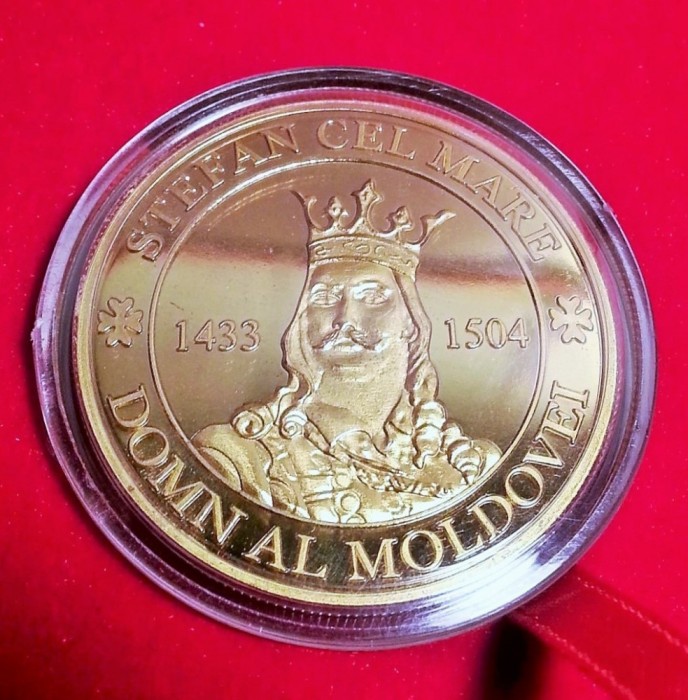 STEFAN CEL MARE
1433 1504
DOMN AL MOLDOVEI